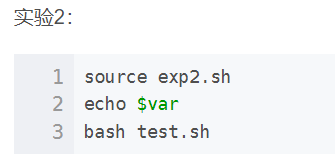 实验2：
1 source exp2.sh
2 echo $var
3 bash test.sh